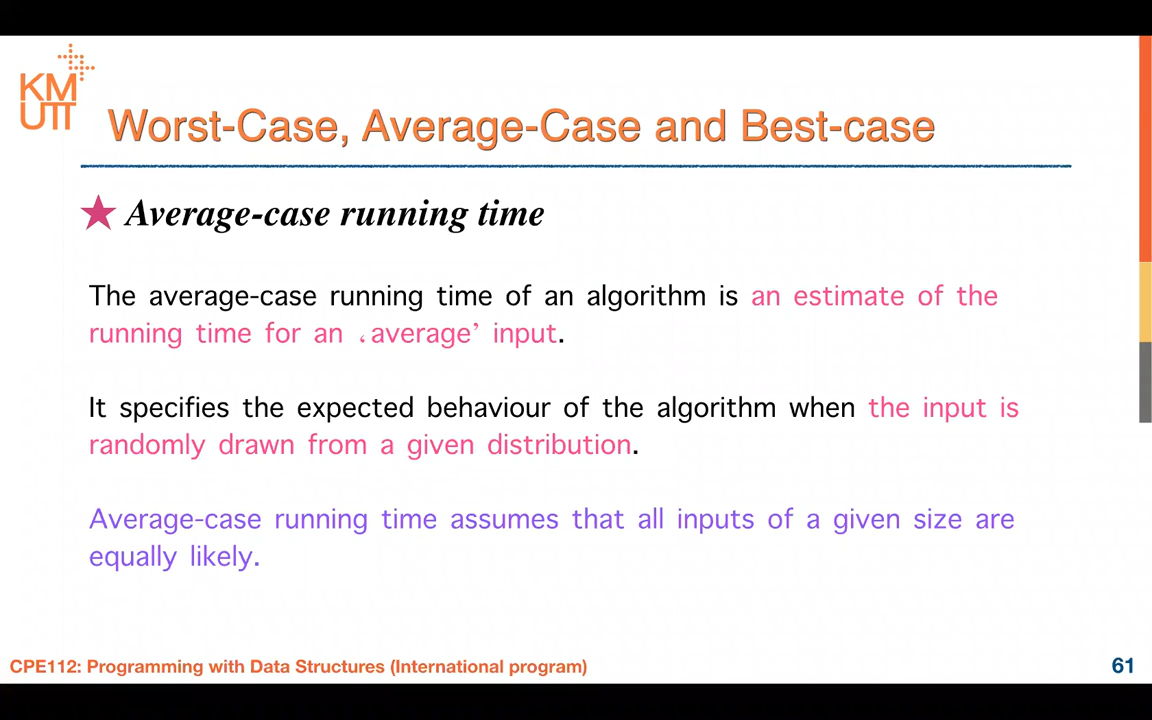 KM
UTT
Worst-Case, Average-Case and Best-case
Average-case running time
The average-case running time of an algorithm is an estimate of the
running time for an ‘average’ input.
It specifies the expected behaviour of the algorithm when the input is
randomly drawn from a given distribution.
Average-case running time assumes that all inputs of a given size are
equally likely.
CPE112: Programming with Data Structures (International program)
61